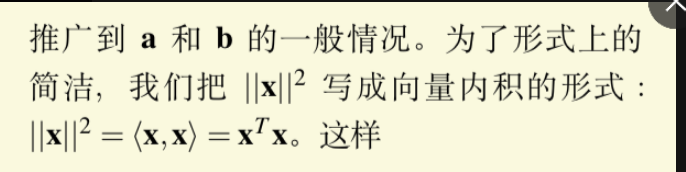 推广到 a 和 b 的一般情况。为了形式上的
简洁，我们把 ||x||² 写成向量内积的形式：
||x||² = ⟨x,x⟩ = xᵀx。这样